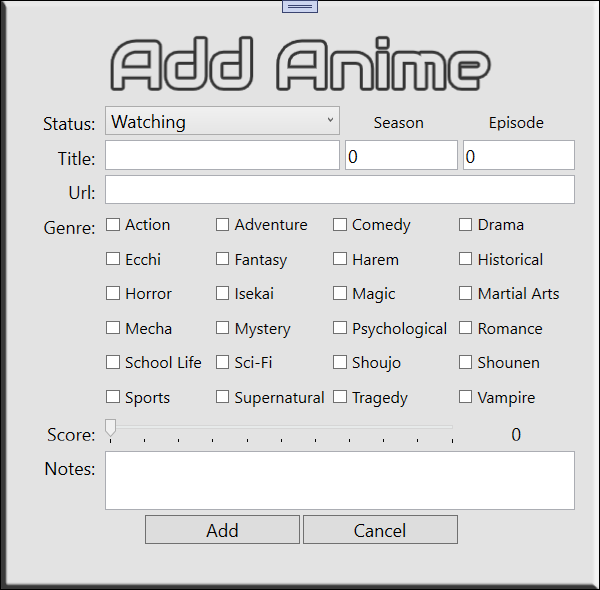 Add Anime
Status: Watching Season Episode
Title: 0 0
Url:
Genre: Action Adventure Comedy Drama
Ecchi Fantasy Harem Historical
Horror Isekai Magic Martial Arts
Mecha Mystery Psychological Romance
School Life Sci-Fi Shoujo Shounen
Sports Supernatural Tragedy Vampire
Score: 0
Notes:
Add Cancel